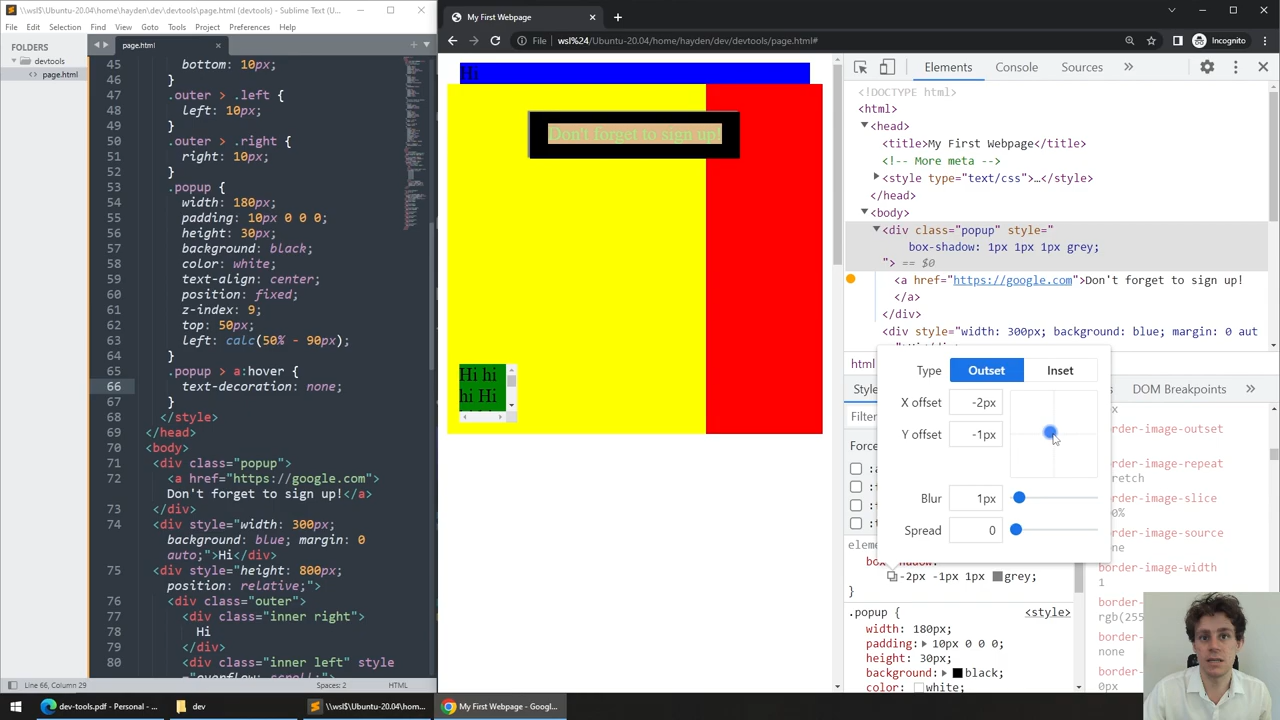 \\wsl$\Ubuntu-20.04\home\hayden\dev\devtools\page.html (devtools) - Sublime Text (U...
File Edit Selection Find View Goto Tools Project Preferences Help
FOLDERS
devtools
page.html
page.html
45 bottom: 10px;
46 }
47 .outer > .left {
48 left: 10px;
49 }
50 .outer > .right {
51 right: 10px;
52 }
53 .popup {
54 width: 180px;
55 padding: 10px 0 0 0;
56 height: 30px;
57 background: black;
58 color: white;
59 text-align: center;
60 position: fixed;
61 z-index: 9;
62 top: 50px;
63 left: calc(50% - 90px);
64 }
65 .popup > a:hover {
66 text-decoration: none;
67 }
68 </style>
69 </head>
70 <body>
71 <div class="popup">
72 <a href="https://google.com">
Don't forget to sign up!</a>
73 </div>
74 <div style="width: 300px;
background: blue; margin: 0
auto;">Hi</div>
75 <div style="height: 800px;
position: relative;">
76 <div class="outer">
77 <div class="inner right">
78 Hi
79 </div>
80 <div class="inner left" style
="overflow: scroll;">
Line 66, Column 29
Spaces: 2
HTML
My First Webpage
File
wsl%24/Ubuntu-20.04/home/hayden/dev/devtools/page.html#
Incognito
Hi
Don't forget to sign up!
Hi hi
hi Hi
Elements Console Sources
<!DOCTYPE html>
<html>
<head>
<title>My First Webpage</title>
<!-- More meta -->
<style type="text/css">…</style>
</head>
<body>
<div class="popup" style="
box-shadow: 1px 1px 1px grey;
"> == $0
<a href="https://google.com">Don't forget to sign up!
</a>
</div>
<div style="width: 300px; background: blue; margin: 0 aut
html
Type Outset Inset
X offset -2px
Y offset -1px
Blur 1px
Spread 0
Style
DOM Breakpoints
Filter
Force
border-image-outset
border-image-repeat
stretch
border-image-slice
border-image-source
none
border-image-width
1
-2px -1px 1px grey;
}
.popup { <style>
width: 180px;
padding: 10px 0 0 0;
height: 30px;
background: black;
color: white;
dev-tools.pdf - Personal - ...
dev
\\wsl$\Ubuntu-20.04\hom...
My First Webpage - Googl...